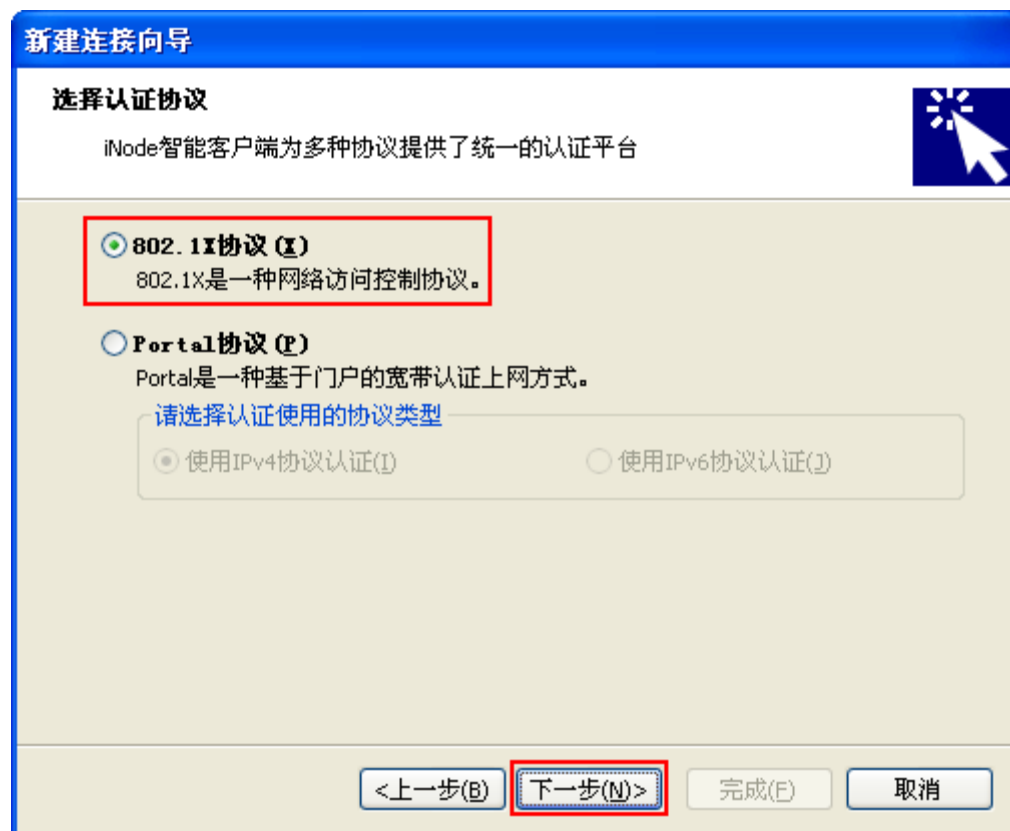 新建连接向导
选择认证协议
iNode智能客户端为多种协议提供了统一的认证平台
802.1X协议(X)
802.1X是一种网络访问控制协议。
Portal协议(P)
Portal是一种基于门户的宽带认证上网方式。
请选择认证使用的协议类型
使用IPv4协议认证(I) 使用IPv6协议认证(J)
<上一步(B) 下一步(N)> 完成(F) 取消